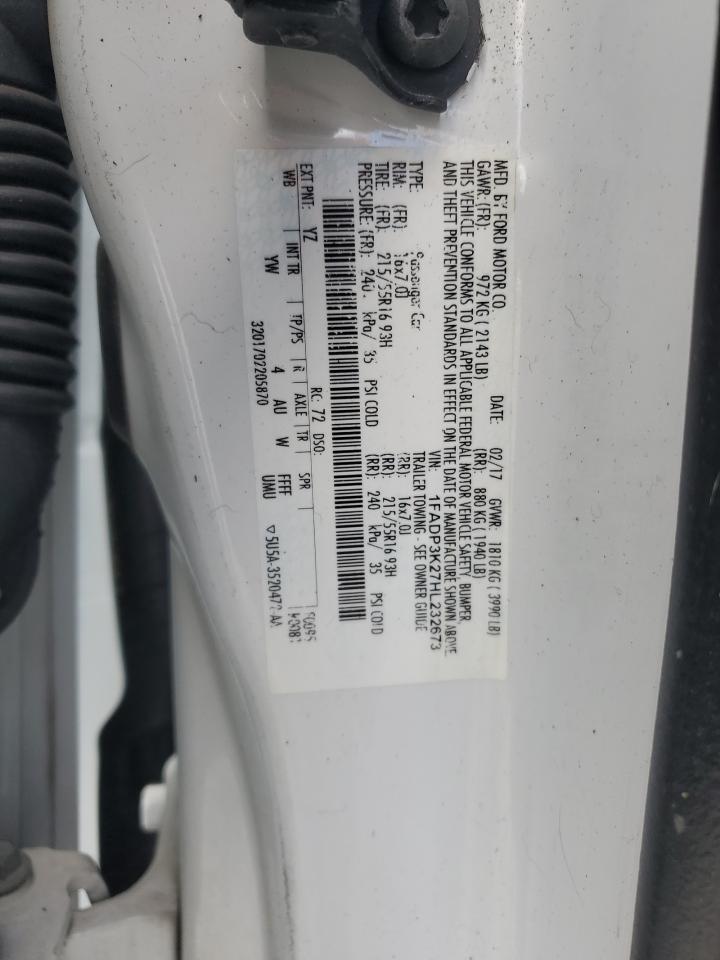 MFD. BY FORD MOTOR CO.
DATE: 02/17 GVWR: 1810 KG ( 3990 LB)
GAWR: (FR): 972 KG ( 2143 LB) (RR): 880 KG ( 1940 LB)
THIS VEHICLE CONFORMS TO ALL APPLICABLE FEDERAL MOTOR VEHICLE SAFETY, BUMPER,
AND THEFT PREVENTION STANDARDS IN EFFECT ON THE DATE OF MANUFACTURE SHOWN ABOVE.
VIN: 1FADP3K27HL232673
TYPE: Passenger Car TRAILER TOWING - SEE OWNER GUIDE
RIM: (FR): 16x7.0J (RR): 16x7.0J
TIRE: (FR): 215/55R16 93H (RR): 215/55R16 93H
PRESSURE: (FR): 240 kPa/ 35 PSI COLD (RR): 240 kPa/ 35 PSI COLD
RC: 72 DSO:
EXT PNT: YZ
INT TR TP/PS R AXLE TR SPR
WB YW 4 AU W FFFF
UMU
3201702205870
▽ 5U5A-3520472-AA